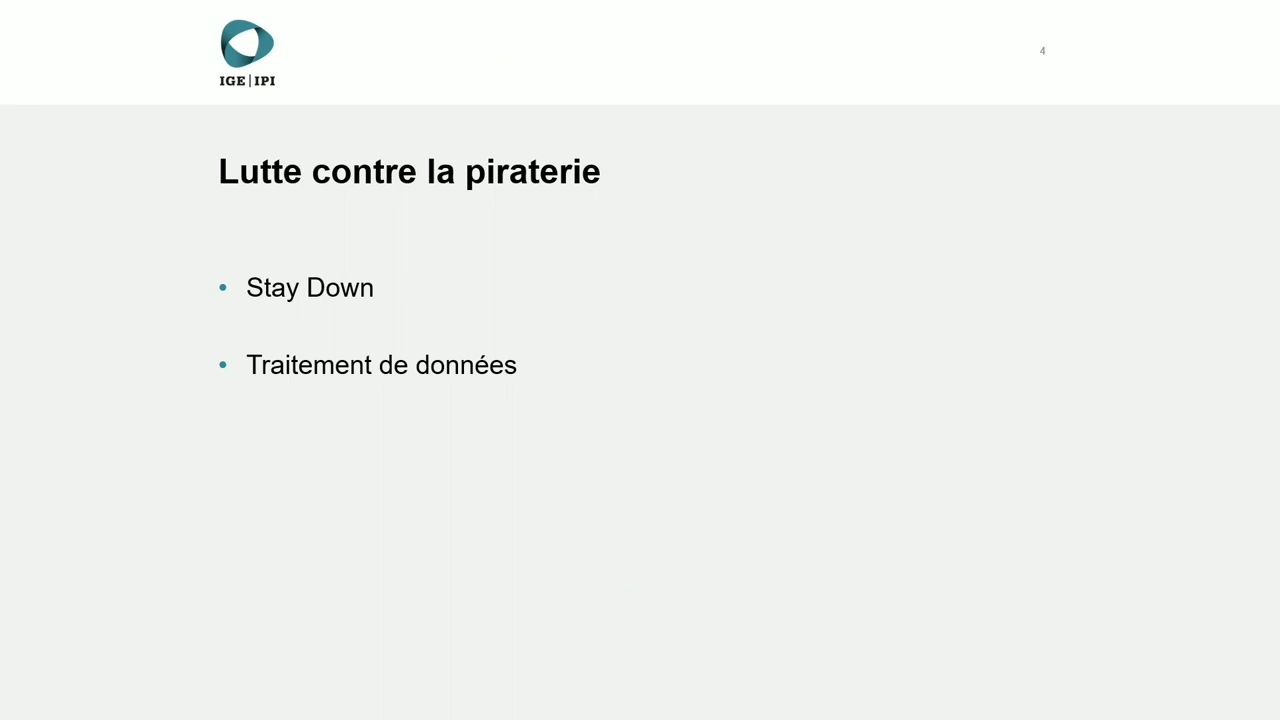 IGE|IPI
4
Lutte contre la piraterie
• Stay Down
• Traitement de données